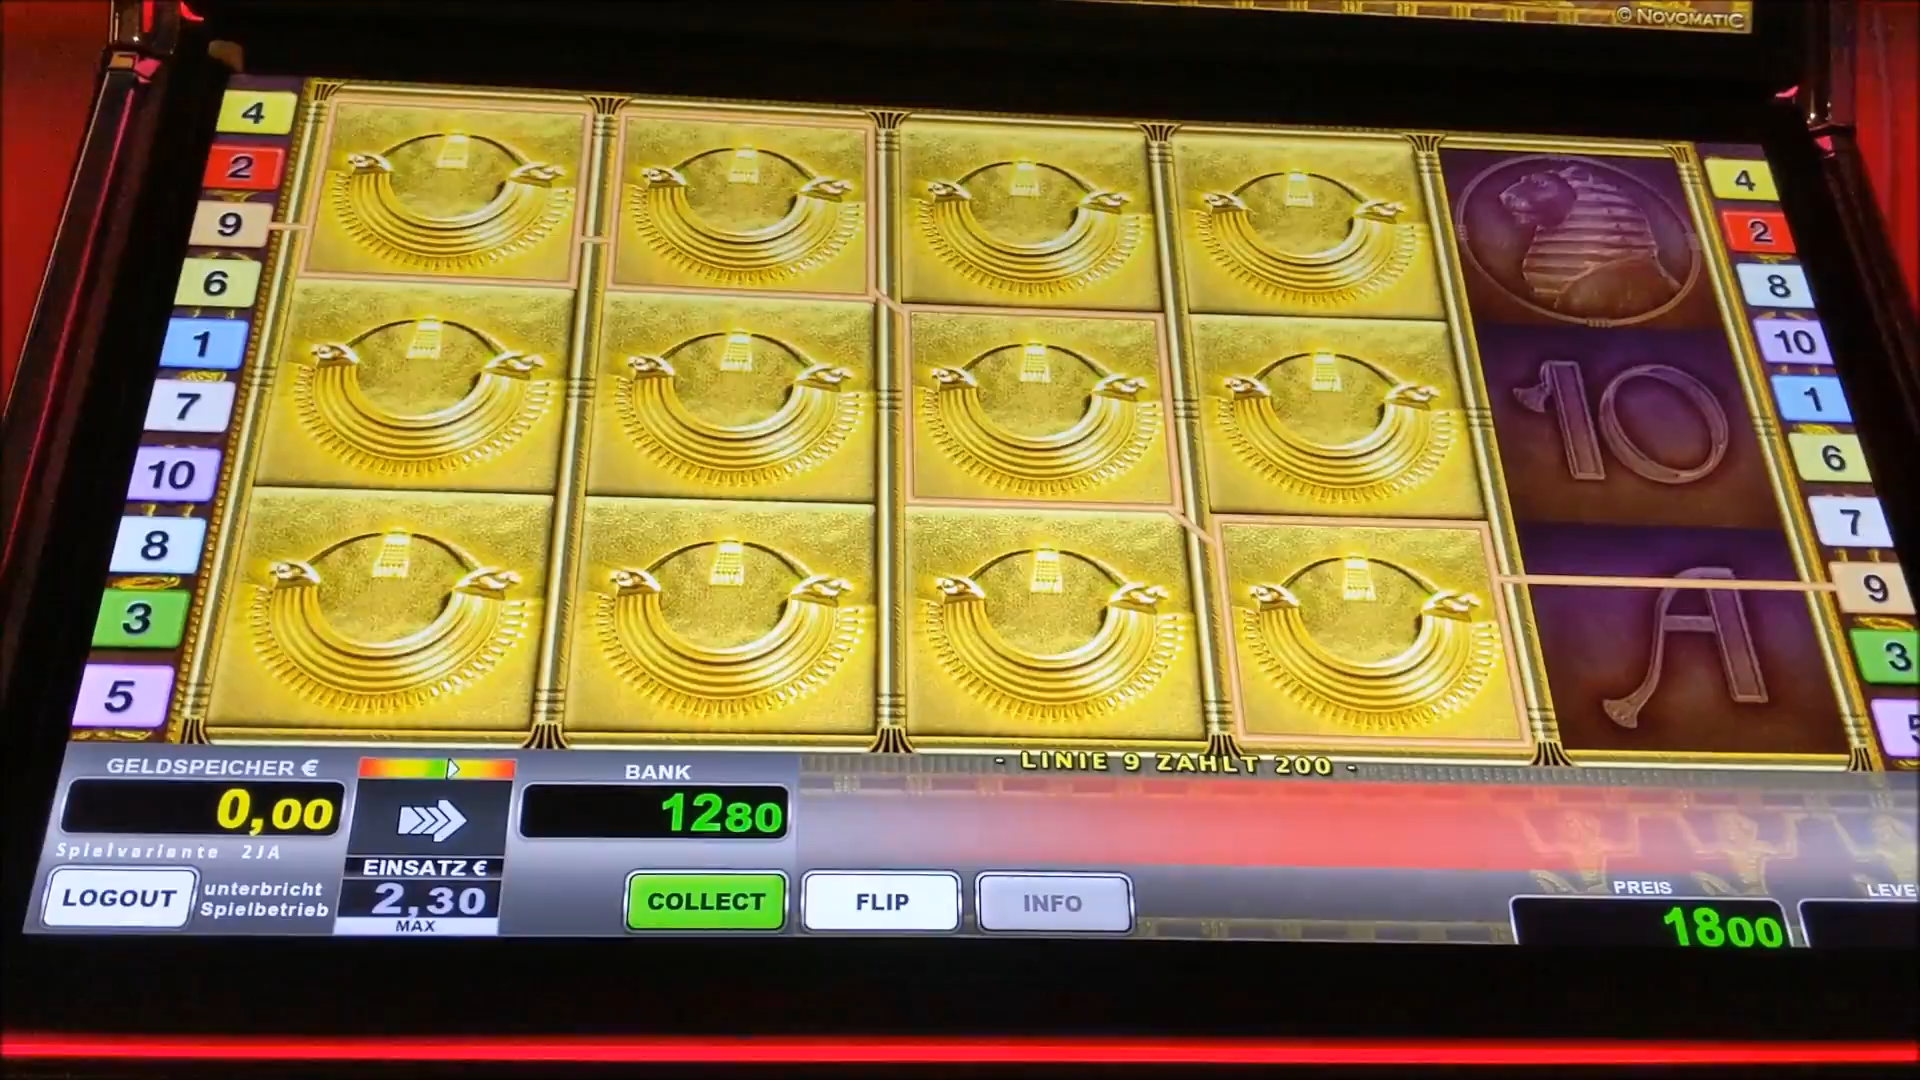 © NOVOMATIC
4
2
9
6
1
7
10
8
3
5
4
2
8
10
1
6
7
9
3
5
10
A
- LINIE 9 ZAHLT 200 -
GELDSPEICHER €
0,00
Spielvariante 2JA
LOGOUT
unterbricht
Spielbetrieb
EINSATZ €
2,30
MAX
BANK
1280
COLLECT
FLIP
INFO
PREIS
1800